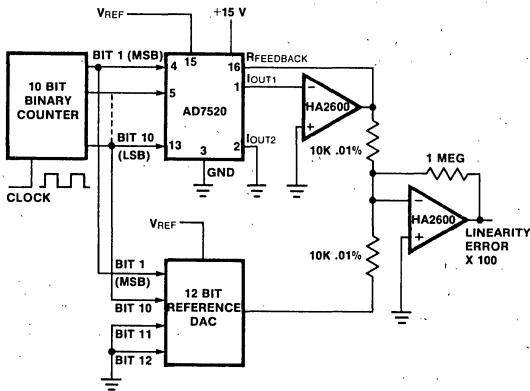 VREF
+15 V
BIT 1 (MSB)
4
15
16
RFEEDBACK
IOUT1
10 BIT
BINARY
COUNTER
5
AD7520
1
−
HA2600
+
BIT 10
(LSB)
13
3
2
IOUT2
GND
10K .01%
1 MEG
CLOCK
−
HA2600
+
LINEARITY
ERROR
X 100
VREF
10K .01%
BIT 1
(MSB)
BIT 10
BIT 11
BIT 12
12 BIT
REFERENCE
DAC